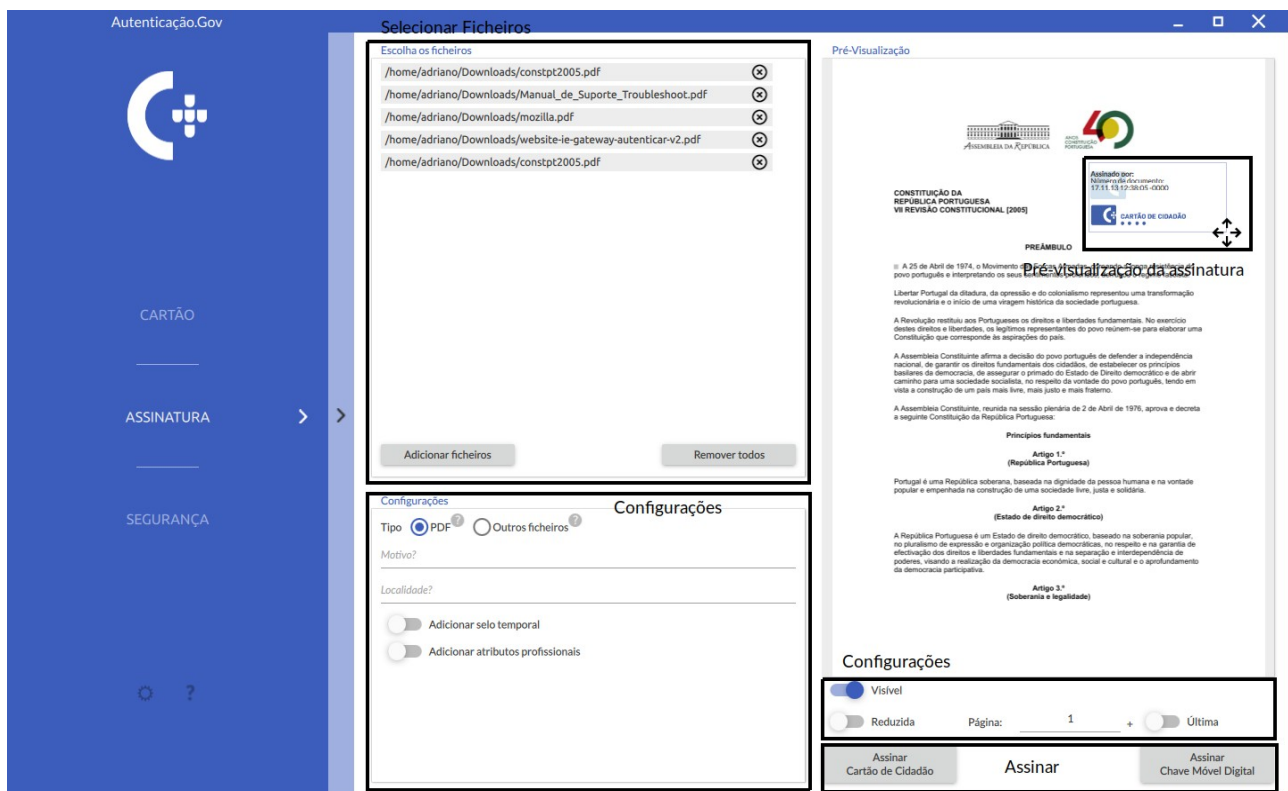 Autenticação.Gov
CARTÃO
ASSINATURA
SEGURANÇA
?
Selecionar Ficheiros
Escolha os ficheiros
/home/adriano/Downloads/constpt2005.pdf
/home/adriano/Downloads/Manual_de_Suporte_Troubleshoot.pdf
/home/adriano/Downloads/mozilla.pdf
/home/adriano/Downloads/website-ie-gateway-autenticar-v2.pdf
/home/adriano/Downloads/constpt2005.pdf
Adicionar ficheiros
Remover todos
Configurações
Configurações
Tipo PDF ? Outros ficheiros ?
Motivo?
Localidade?
Adicionar selo temporal
Adicionar atributos profissionais
Pré-Visualização
ASSEMBLEIA DA REPÚBLICA
40
ANOS
CONSTITUIÇÃO
PORTUGUESA
Assinado por:
Número de documento:
17.11.13 12:38:05 -0000
CARTÃO DE CIDADÃO
CONSTITUIÇÃO DA
REPÚBLICA PORTUGUESA
VII REVISÃO CONSTITUCIONAL [2005]
PREÂMBULO
Pré-visualização da assinatura
A 25 de Abril de 1974, o Movimento
povo português e interpretando os seus
Libertar Portugal da ditadura, da opressão e do colonialismo representou uma transformação
revolucionária e o início de uma viragem histórica da sociedade portuguesa.
A Revolução restituiu aos Portugueses os direitos e liberdades fundamentais. No exercício
destes direitos e liberdades, os legítimos representantes do povo reúnem-se para elaborar uma
Constituição que corresponde às aspirações do país.
A Assembleia Constituinte afirma a decisão do povo português de defender a independência
nacional, de garantir os direitos fundamentais dos cidadãos, de estabelecer os princípios
basilares da democracia, de assegurar o primado do Estado de Direito democrático e de abrir
caminho para uma sociedade socialista, no respeito da vontade do povo português, tendo em
vista a construção de um país mais livre, mais justo e mais fraterno.
A Assembleia Constituinte, reunida na sessão plenária de 2 de Abril de 1976, aprova e decreta
a seguinte Constituição da República Portuguesa:
Princípios fundamentais
Artigo 1.º
(República Portuguesa)
Portugal é uma República soberana, baseada na dignidade da pessoa humana e na vontade
popular e empenhada na construção de uma sociedade livre, justa e solidária.
Artigo 2.º
(Estado de direito democrático)
A República Portuguesa é um Estado de direito democrático, baseado na soberania popular,
no pluralismo de expressão e organização política democráticas, no respeito e na garantia de
efectivação dos direitos e liberdades fundamentais e na separação e interdependência de
poderes, visando a realização da democracia económica, social e cultural e o aprofundamento
da democracia participativa.
Artigo 3.º
(Soberania e legalidade)
Configurações
Visível
Reduzida Página: 1 + Última
Assinar
Cartão de Cidadão
Assinar
Assinar
Chave Móvel Digital